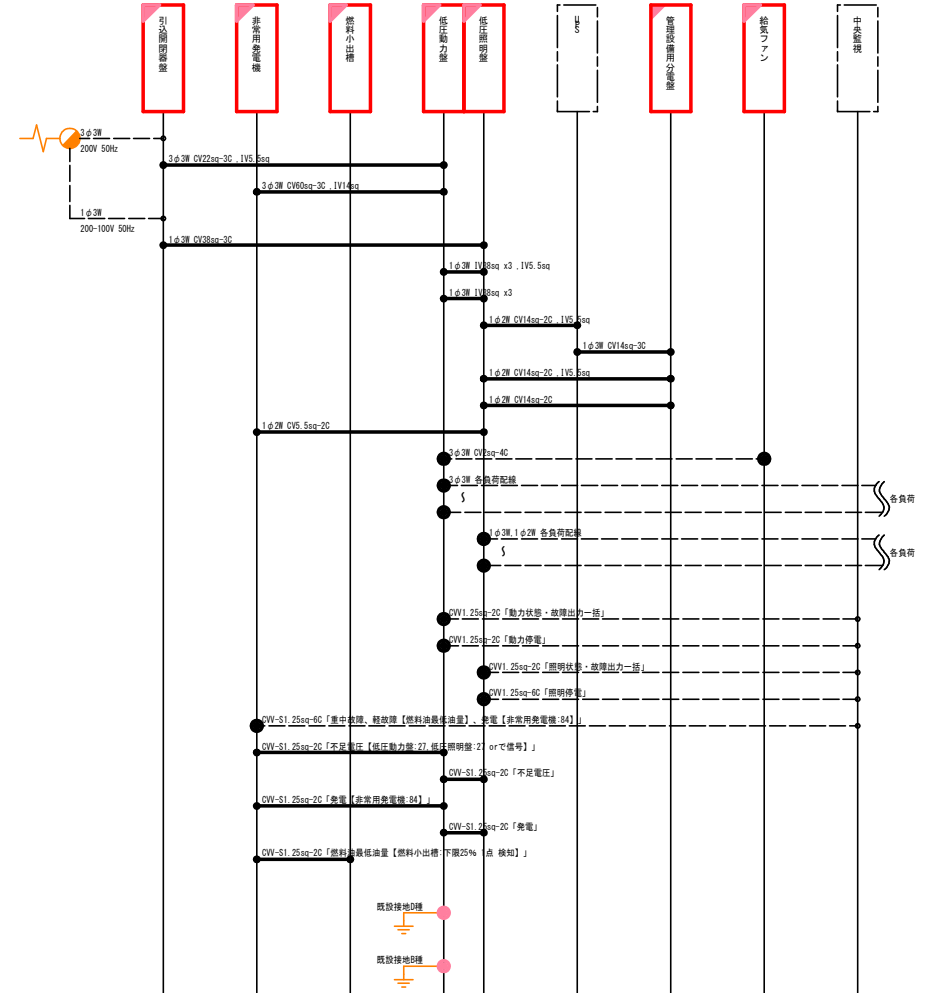 引込開閉器盤
非常用発電機
燃料小出槽
低圧動力盤
低圧照明盤
UPS
管理設備用分電盤
給気ファン
中央監視
3φ3W
200V 50Hz
3φ3W CV22sq-3C ,IV5.5sq
3φ3W CV60sq-3C ,IV14sq
1φ3W
200-100V 50Hz
1φ3W CV38sq-3C
1φ3W IV38sq x3 ,IV5.5sq
1φ3W IV38sq x3
1φ2W CV14sq-2C ,IV5.5sq
1φ3W CV14sq-3C
1φ2W CV14sq-2C ,IV5.5sq
1φ2W CV14sq-2C
1φ2W CV5.5sq-2C
3φ3W CV2sq-4C
3φ3W 各負荷配線
各負荷
1φ3W,1φ2W 各負荷配線
各負荷
CVV1.25sq-2C「動力状態・故障出力一括」
CVV1.25sq-2C「動力停電」
CVV1.25sq-2C「照明状態・故障出力一括」
CVV1.25sq-6C「照明停電」
CVV-S1.25sq-6C「重中故障、軽故障【燃料油最低油量】、発電【非常用発電機:84】」
CVV-S1.25sq-2C「不足電圧【低圧動力盤:27,低圧照明盤:27 orで信号】」
CVV-S1.25sq-2C「不足電圧」
CVV-S1.25sq-2C「発電【非常用発電機:84】」
CVV-S1.25sq-2C「発電」
CVV-S1.25sq-2C「燃料油最低油量【燃料小出槽:下限25% 1点 検知】」
既設接地D種
既設接地B種